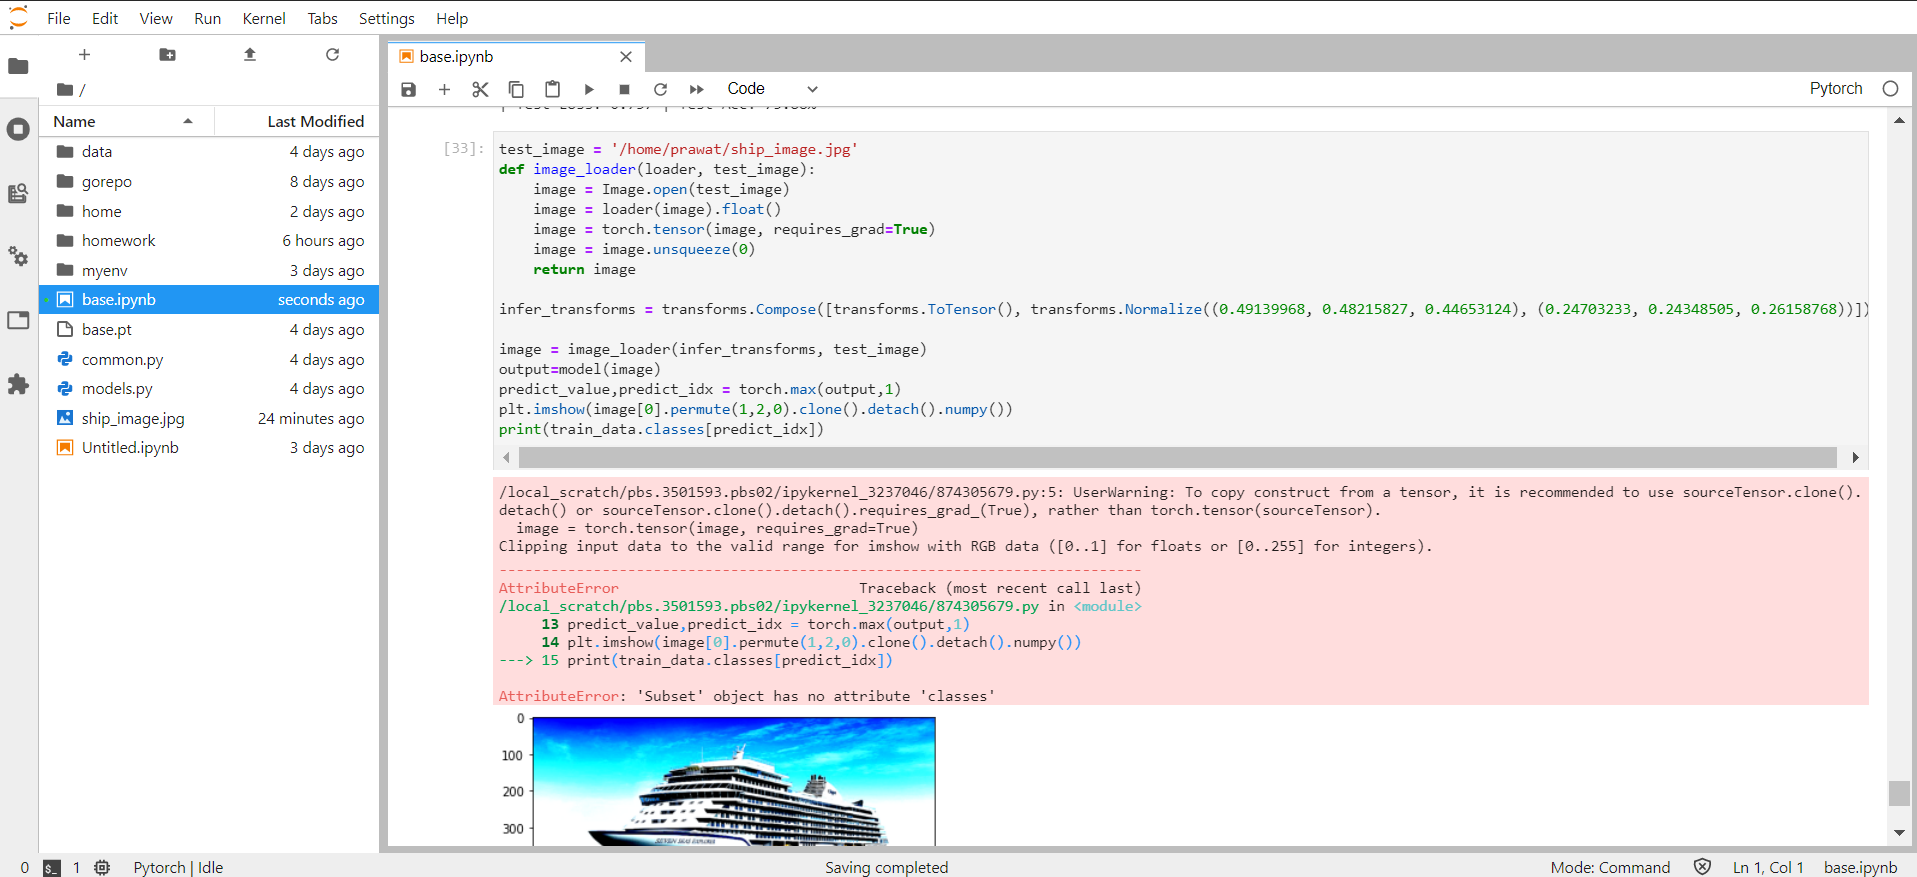 File Edit View Run Kernel Tabs Settings Help
base.ipynb
/
Code
Pytorch
Name Last Modified
data 4 days ago
gorepo 8 days ago
home 2 days ago
homework 6 hours ago
myenv 3 days ago
base.ipynb seconds ago
base.pt 4 days ago
common.py 4 days ago
models.py 4 days ago
ship_image.jpg 24 minutes ago
Untitled.ipynb 3 days ago
[33]:
test_image = '/home/prawat/ship_image.jpg'
def image_loader(loader, test_image):
    image = Image.open(test_image)
    image = loader(image).float()
    image = torch.tensor(image, requires_grad=True)
    image = image.unsqueeze(0)
    return image
infer_transforms = transforms.Compose([transforms.ToTensor(), transforms.Normalize((0.49139968, 0.48215827, 0.44653124), (0.24703233, 0.24348505, 0.26158768))])
image = image_loader(infer_transforms, test_image)
output=model(image)
predict_value,predict_idx = torch.max(output,1)
plt.imshow(image[0].permute(1,2,0).clone().detach().numpy())
print(train_data.classes[predict_idx])
/local_scratch/pbs.3501593.pbs02/ipykernel_3237046/874305679.py:5: UserWarning: To copy construct from a tensor, it is recommended to use sourceTensor.clone().
detach() or sourceTensor.clone().detach().requires_grad_(True), rather than torch.tensor(sourceTensor).
  image = torch.tensor(image, requires_grad=True)
Clipping input data to the valid range for imshow with RGB data ([0..1] for floats or [0..255] for integers).
---------------------------------------------------------------------------
AttributeError                            Traceback (most recent call last)
/local_scratch/pbs.3501593.pbs02/ipykernel_3237046/874305679.py in <module>
     13 predict_value,predict_idx = torch.max(output,1)
     14 plt.imshow(image[0].permute(1,2,0).clone().detach().numpy())
---> 15 print(train_data.classes[predict_idx])
AttributeError: 'Subset' object has no attribute 'classes'
0
100
200
300
0 $_ 1 Pytorch | Idle Saving completed Mode: Command Ln 1, Col 1 base.ipynb